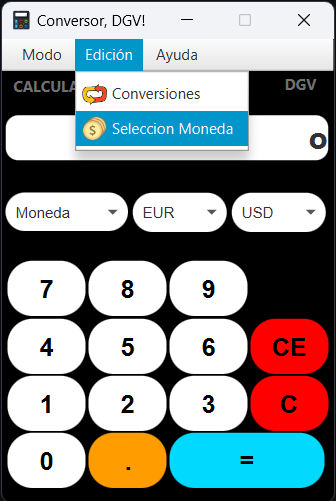 Conversor, DGV!
Modo Edición Ayuda
CALCULA DGV
Conversiones
Seleccion Moneda
0
Moneda EUR USD
7 8 9
4 5 6 CE
1 2 3 C
0 . =